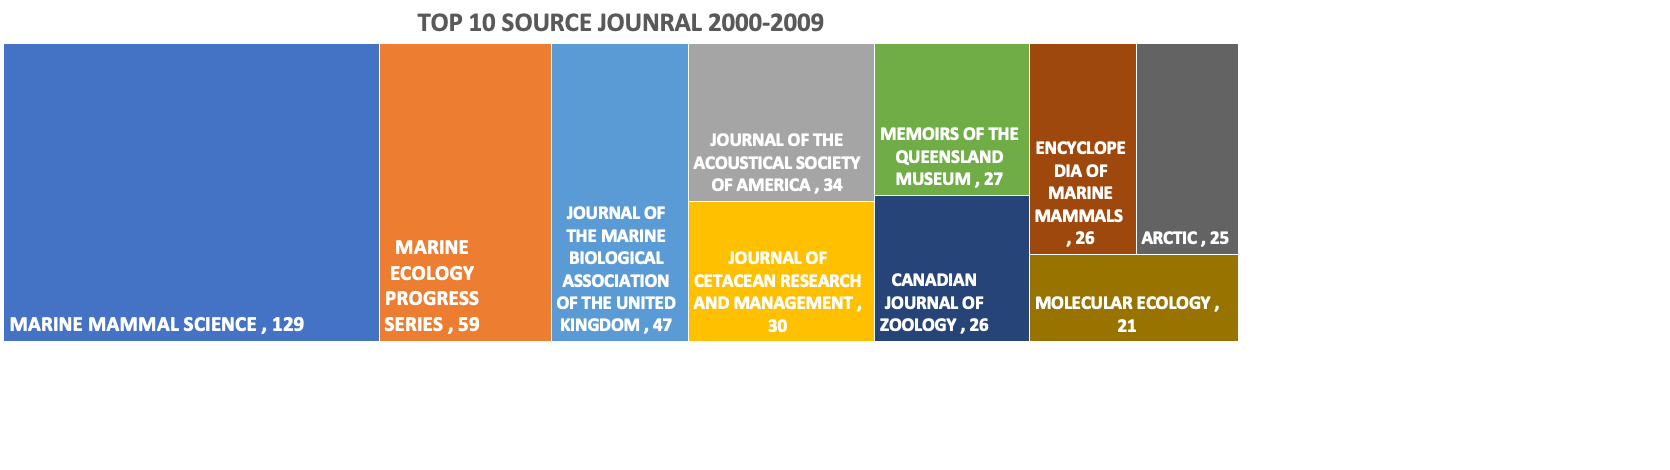 TOP 10 SOURCE JOUNRAL 2000-2009
MARINE MAMMAL SCIENCE , 129
MARINE
ECOLOGY
PROGRESS
SERIES , 59
JOURNAL OF
THE MARINE
BIOLOGICAL
ASSOCIATION
OF THE UNITED
KINGDOM , 47
JOURNAL OF THE
ACOUSTICAL SOCIETY
OF AMERICA , 34
JOURNAL OF
CETACEAN RESEARCH
AND MANAGEMENT ,
30
MEMOIRS OF THE
QUEENSLAND
MUSEUM , 27
CANADIAN
JOURNAL OF
ZOOLOGY , 26
ENCYCLOPE
DIA OF
MARINE
MAMMALS
, 26
ARCTIC , 25
MOLECULAR ECOLOGY ,
21